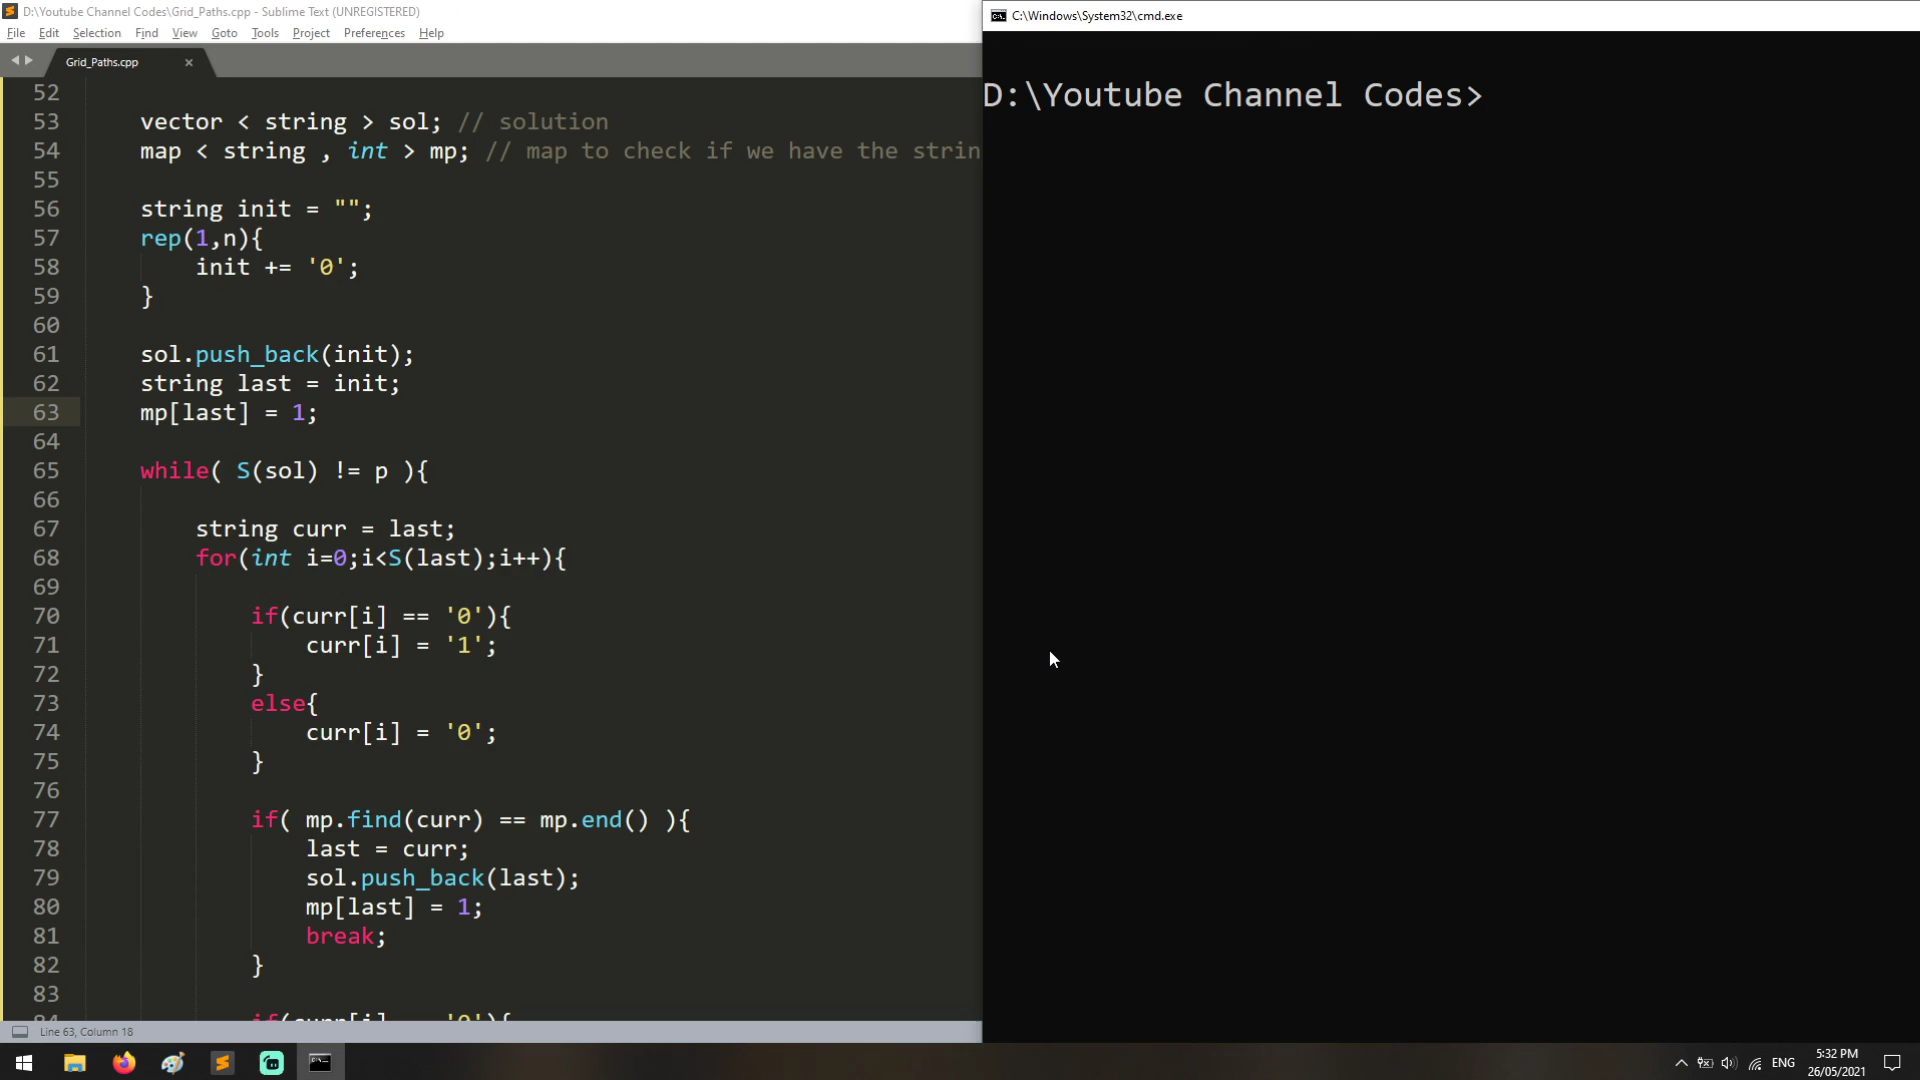 D:\Youtube Channel Codes\Grid_Paths.cpp - Sublime Text (UNREGISTERED)
File Edit Selection Find View Goto Tools Project Preferences Help
Grid_Paths.cpp
52
53 vector < string > sol; // solution
54 map < string , int > mp; // map to check if we have the strin
55
56 string init = "";
57 rep(1,n){
58 init += '0';
59 }
60
61 sol.push_back(init);
62 string last = init;
63 mp[last] = 1;
64
65 while( S(sol) != p ){
66
67 string curr = last;
68 for(int i=0;i<S(last);i++){
69
70 if(curr[i] == '0'){
71 curr[i] = '1';
72 }
73 else{
74 curr[i] = '0';
75 }
76
77 if( mp.find(curr) == mp.end() ){
78 last = curr;
79 sol.push_back(last);
80 mp[last] = 1;
81 break;
82 }
83
Line 63, Column 18
C:\Windows\System32\cmd.exe
D:\Youtube Channel Codes>
ENG
5:32 PM
26/05/2021